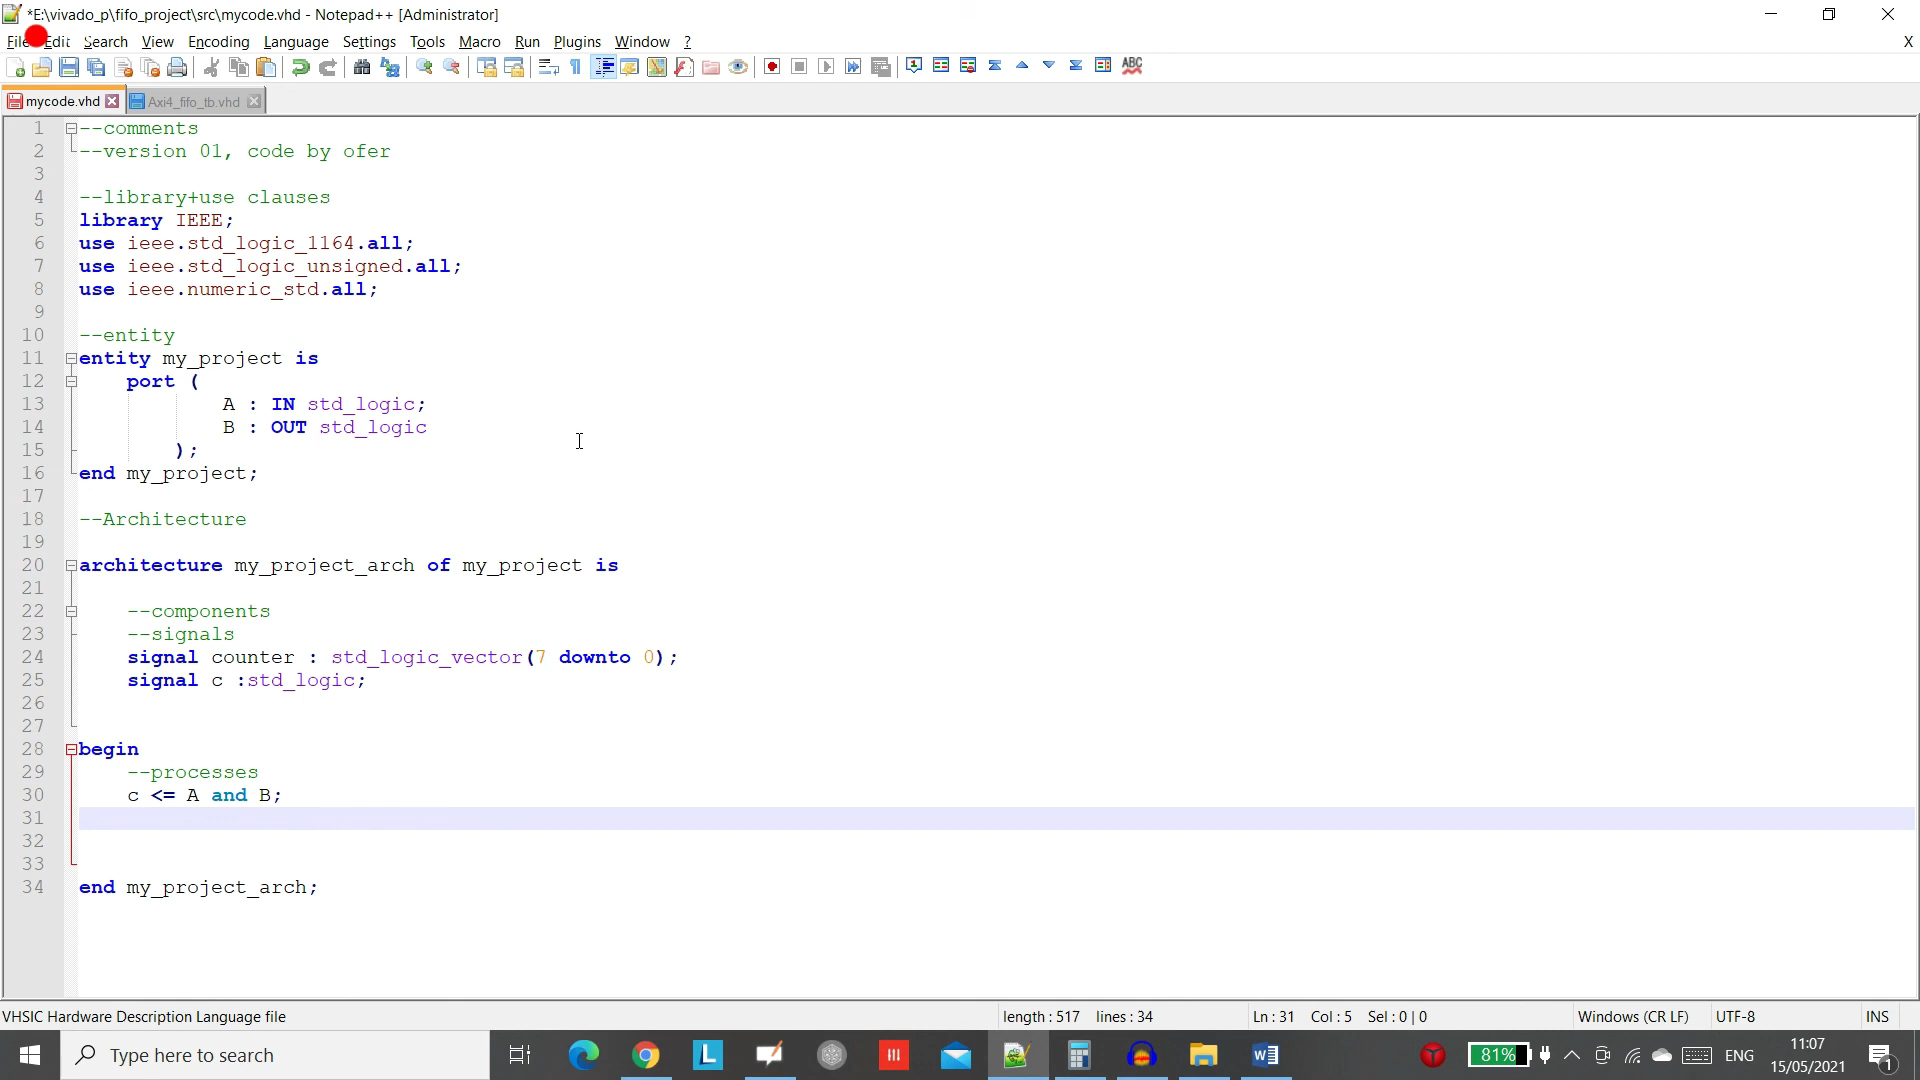 *E:\vivado_p\fifo_project\src\mycode.vhd - Notepad++ [Administrator]
File Edit Search View Encoding Language Settings Tools Macro Run Plugins Window ? X
mycode.vhd Axi4_fifo_tb.vhd
1 --comments
2 --version 01, code by ofer
3
4 --library+use clauses
5 library IEEE;
6 use ieee.std_logic_1164.all;
7 use ieee.std_logic_unsigned.all;
8 use ieee.numeric_std.all;
9
10 --entity
11 entity my_project is
12 port (
13 A : IN std_logic;
14 B : OUT std_logic
15 );
16 end my_project;
17
18 --Architecture
19
20 architecture my_project_arch of my_project is
21
22 --components
23 --signals
24 signal counter : std_logic_vector(7 downto 0);
25 signal c :std_logic;
26
27
28 begin
29 --processes
30 c <= A and B;
31
32
33
34 end my_project_arch;
VHSIC Hardware Description Language file length : 517 lines : 34 Ln : 31 Col : 5 Sel : 0 | 0 Windows (CR LF) UTF-8 INS
Type here to search 81% ENG 11:07
15/05/2021 1